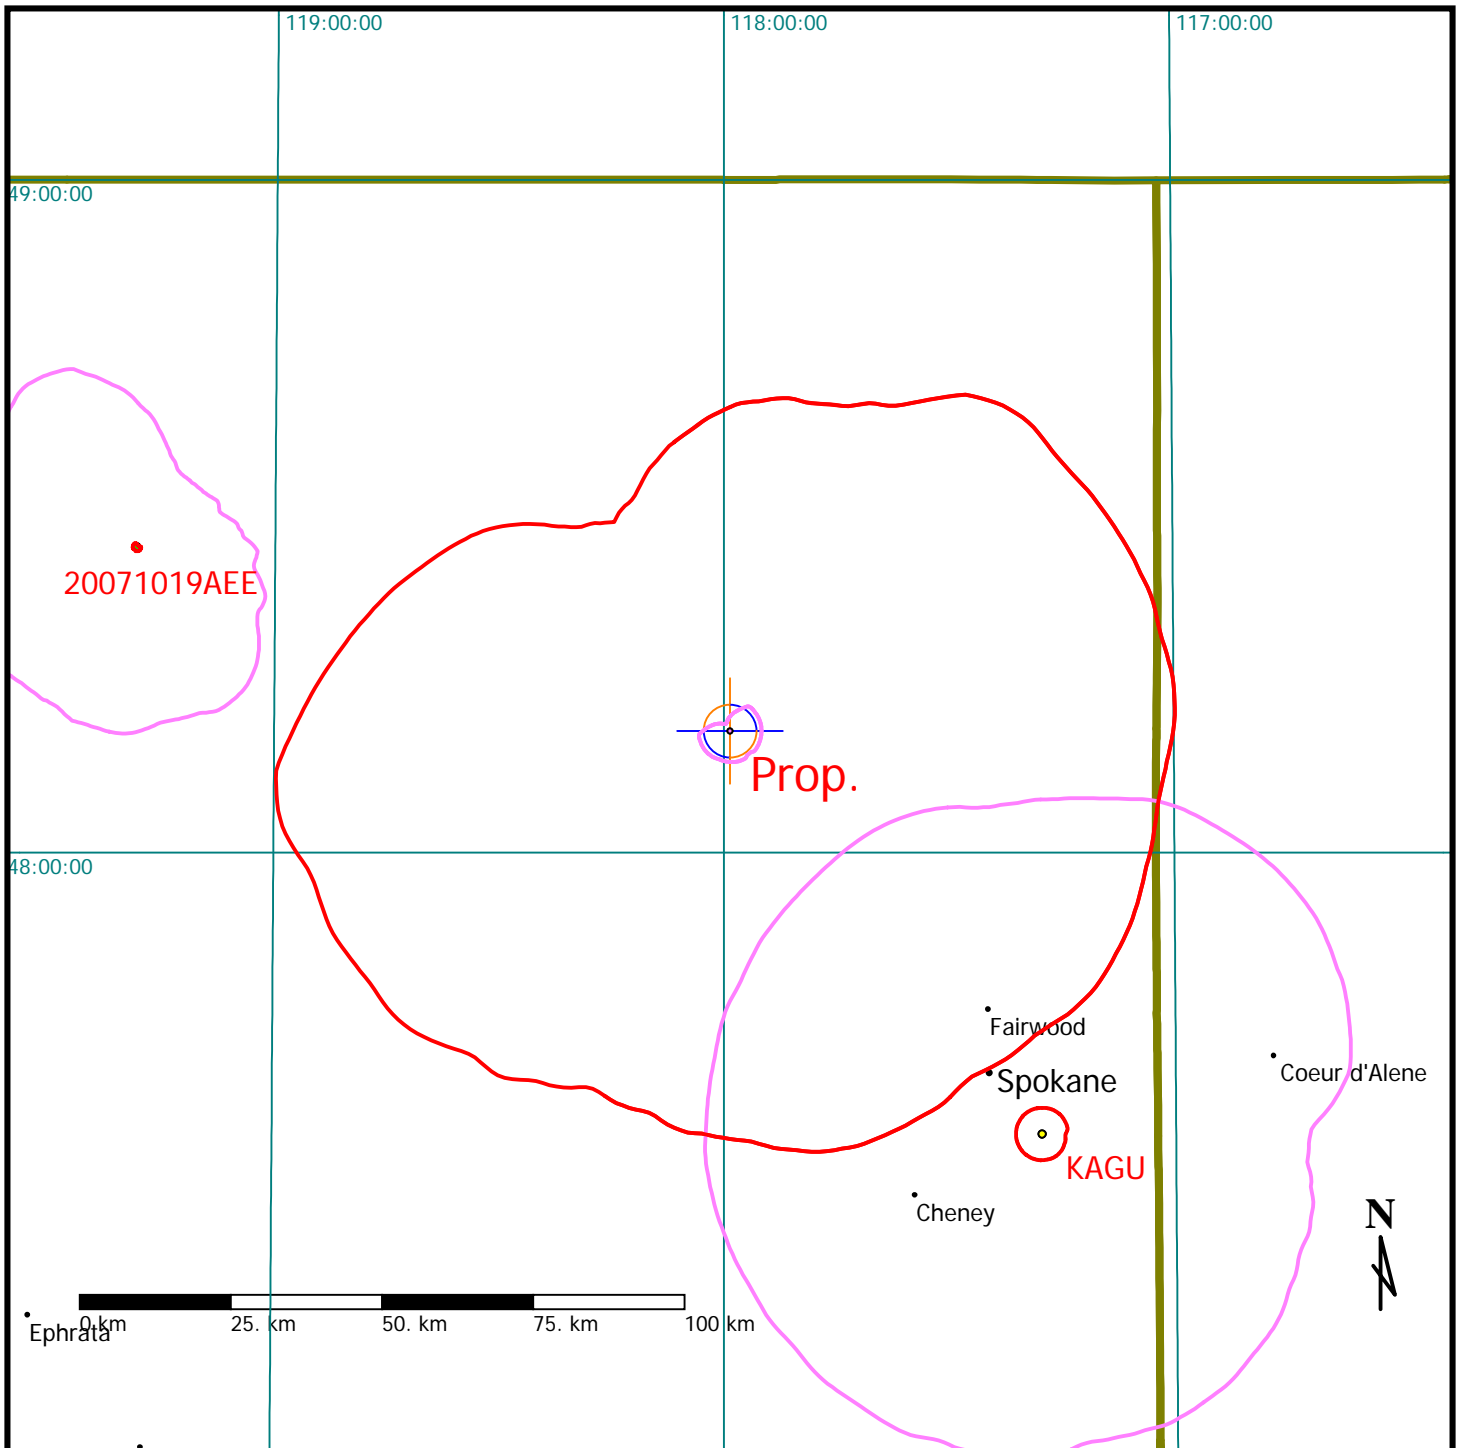 119:00:00
118:00:00
117:00:00
49:00:00
20071019AEE
Prop.
48:00:00
Fairwood
Spokane
Coeur d'Alene
KAGU
Cheney
N
0 km
25. km
50. km
75. km
100 km
Ephrata